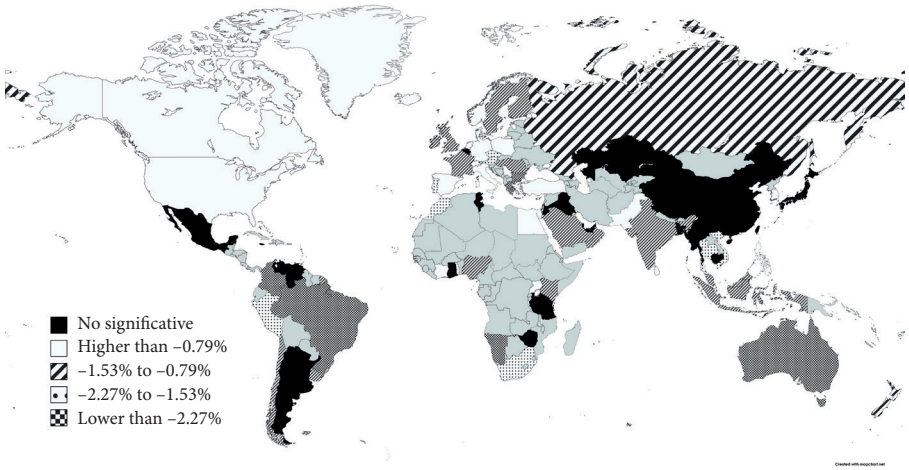 No significative
Higher than –0.79%
–1.53% to –0.79%
–2.27% to –1.53%
Lower than –2.27%
Created with mapchart.net